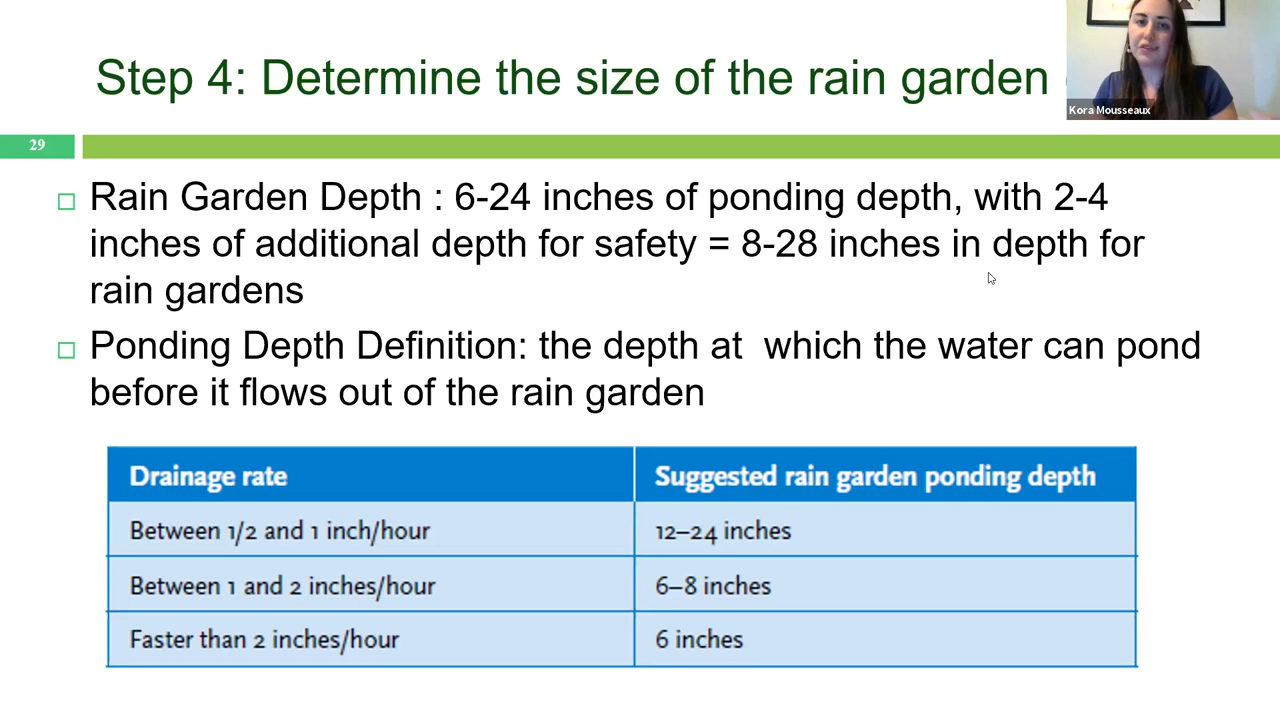 Step 4: Determine the size of the rain garden
Kora Mousseaux
29
Rain Garden Depth : 6-24 inches of ponding depth, with 2-4
inches of additional depth for safety = 8-28 inches in depth for
rain gardens
Ponding Depth Definition: the depth at which the water can pond
before it flows out of the rain garden
Drainage rate
Suggested rain garden ponding depth
Between 1/2 and 1 inch/hour
12–24 inches
Between 1 and 2 inches/hour
6–8 inches
Faster than 2 inches/hour
6 inches